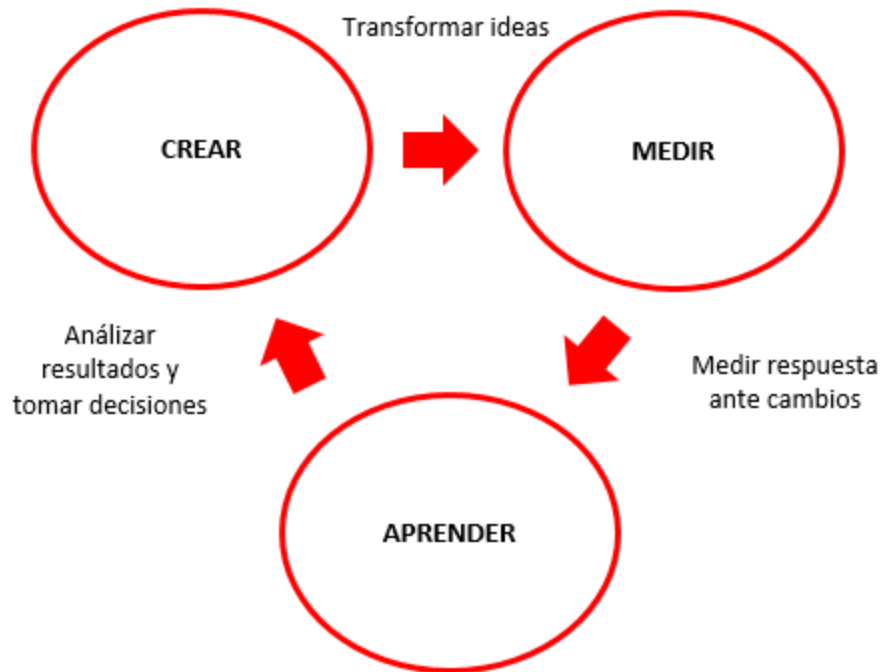 Transformar ideas
CREAR
MEDIR
Análizar
resultados y
tomar decisiones
Medir respuesta
ante cambios
APRENDER